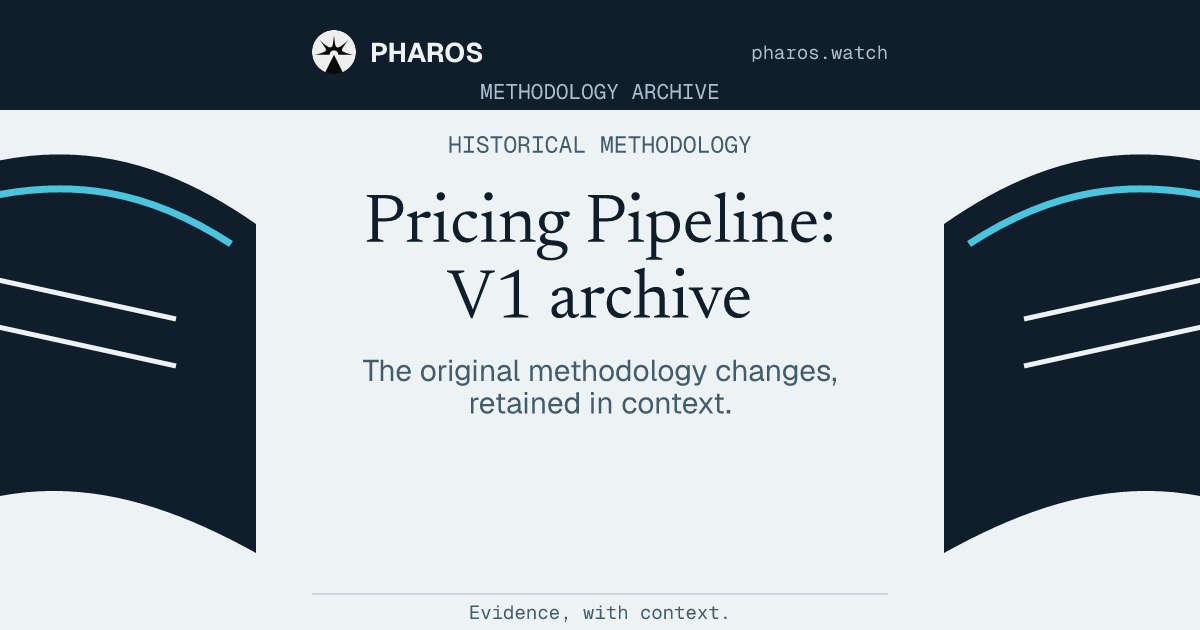 PHAROS
pharos.watch
METHODOLOGY ARCHIVE
HISTORICAL METHODOLOGY
Pricing Pipeline:
V1 archive
The original methodology changes,
retained in context.
Evidence, with context.